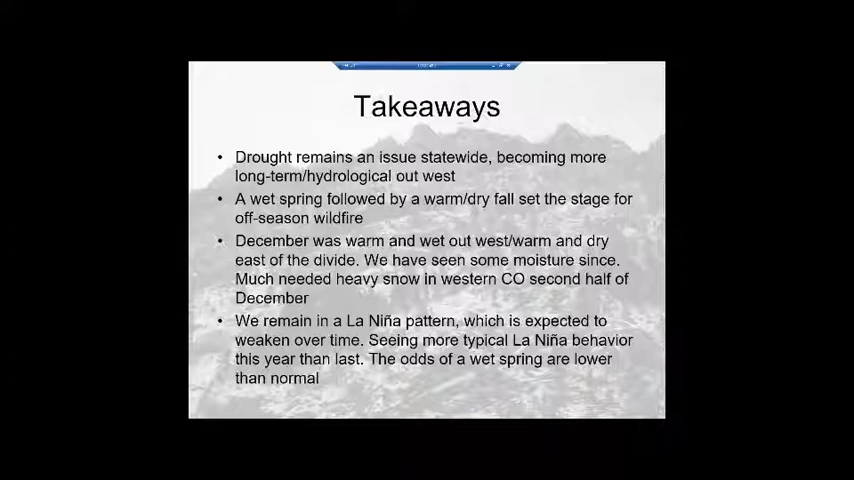 Takeaways
• Drought remains an issue statewide, becoming more
long-term/hydrological out west
• A wet spring followed by a warm/dry fall set the stage for
off-season wildfire
• December was warm and wet out west/warm and dry
east of the divide. We have seen some moisture since.
Much needed heavy snow in western CO second half of
December
• We remain in a La Niña pattern, which is expected to
weaken over time. Seeing more typical La Niña behavior
this year than last. The odds of a wet spring are lower
than normal